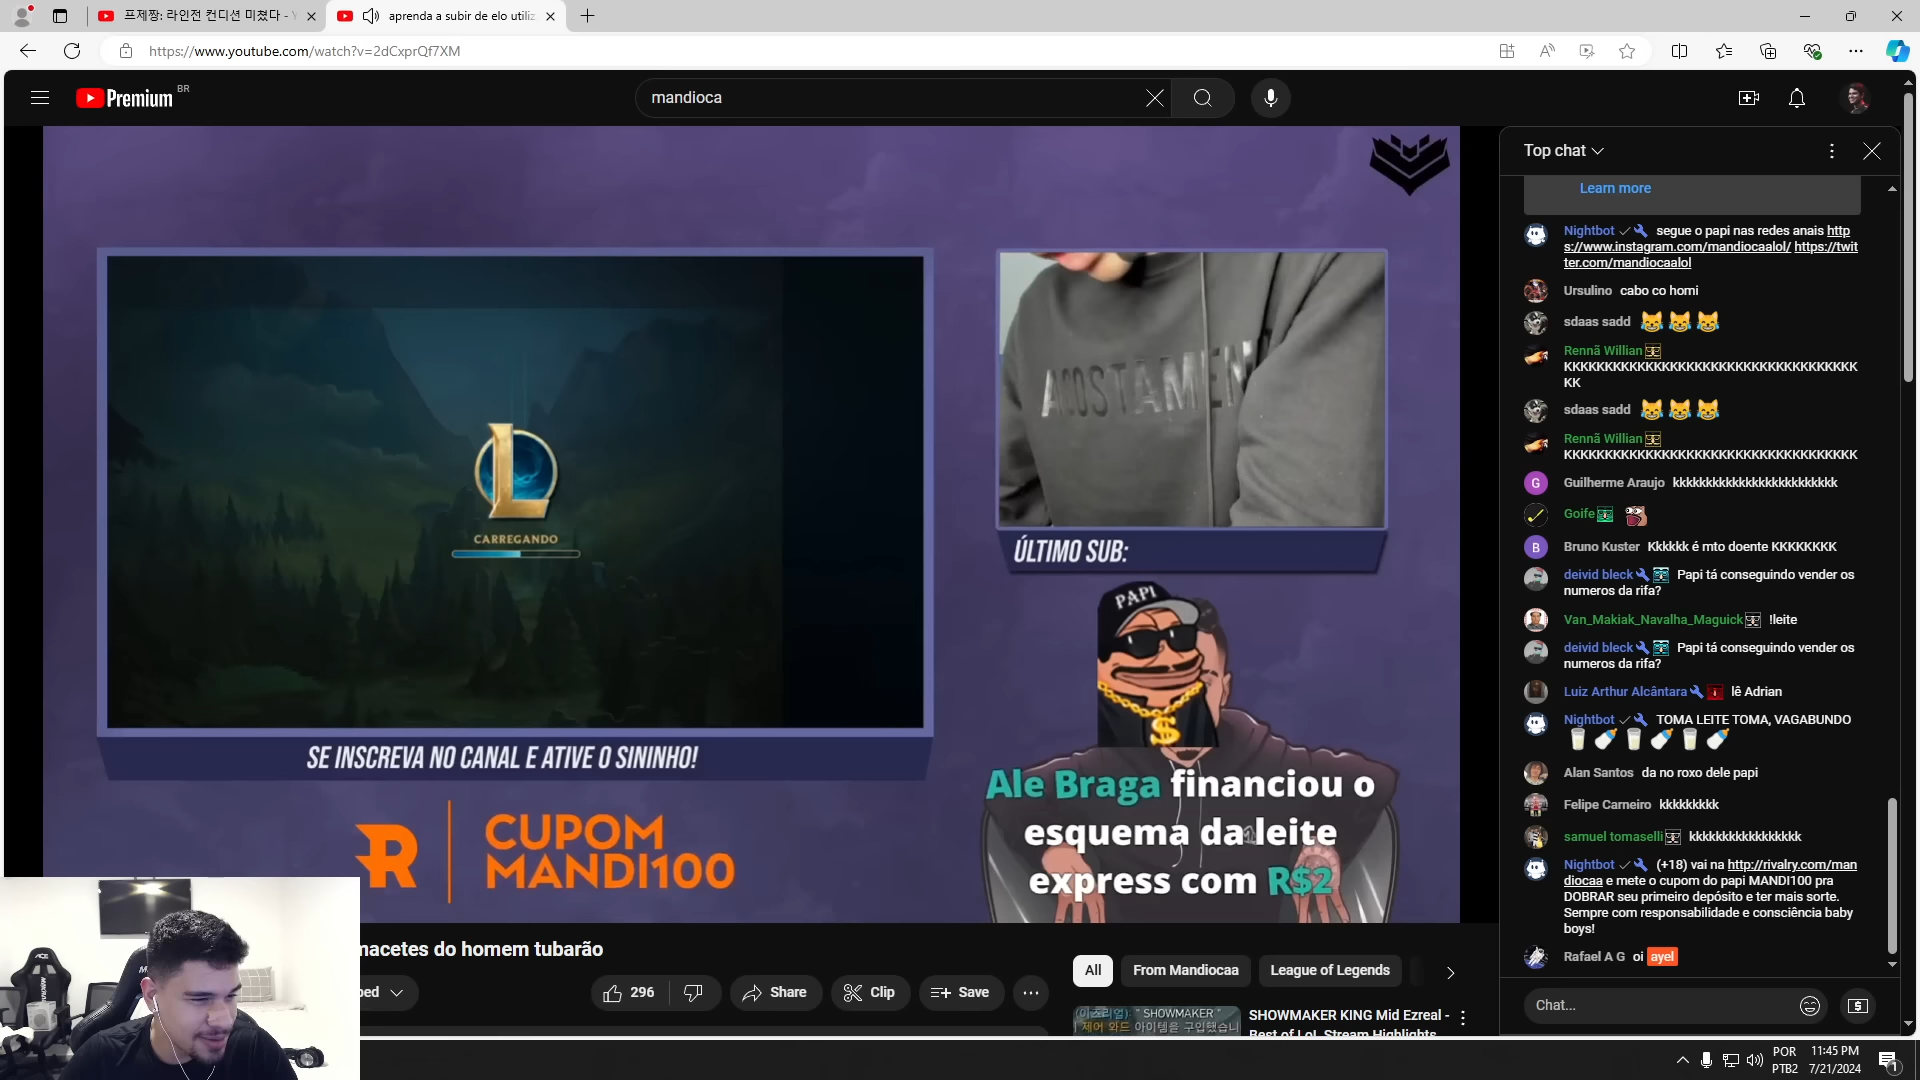 프제짱: 라인전 컨디션 미쳤다 - Y
aprenda a subir de elo utiliz
https://www.youtube.com/watch?v=2dCxprQf7XM
Premium BR
mandioca
CARREGANDO
SE INSCREVA NO CANAL E ATIVE O SININHO!
CUPOM
MANDI100
ACOSTAMEN
ÚLTIMO SUB:
PAPI
$
Ale Braga financiou o
esquema da leite
express com R$2
macetes do homem tubarão
bed
296
Share
Clip
Save
All
From Mandiocaa
League of Legends
" SHOWMAKER "
제어 와드
SHOWMAKER KING Mid Ezreal -
Best of LoL Stream Highlights
Top chat
Learn more
Nightbot segue o papi nas redes anais http
s://www.instagram.com/mandiocaalol/ https://twit
ter.com/mandiocaalol
Ursulino cabo co homi
sdaas sadd 😹😹😹
Rennã Willian
KKKKKKKKKKKKKKKKKKKKKKKKKKKKKKKKKKKK
KK
sdaas sadd 😹😹😹
Rennã Willian
KKKKKKKKKKKKKKKKKKKKKKKKKKKKKKKKKKKK
Guilherme Araujo kkkkkkkkkkkkkkkkkkkkkkkkk
Goife
Bruno Kuster Kkkkkk é mto doente KKKKKKKK
deivid bleck Papi tá conseguindo vender os
numeros da rifa?
Van_Makiak_Navalha_Maguick !leite
deivid bleck Papi tá conseguindo vender os
numeros da rifa?
Luiz Arthur Alcântara lê Adrian
Nightbot TOMA LEITE TOMA, VAGABUNDO
🥛🍼🥛🍼🥛🍼
Alan Santos da no roxo dele papi
Felipe Carneiro kkkkkkkkk
samuel tomaselli kkkkkkkkkkkkkkkkk
Nightbot (+18) vai na http://rivalry.com/man
diocaa e mete o cupom do papi MANDI100 pra
DOBRAR seu primeiro depósito e ter mais sorte.
Sempre com responsabilidade e consciência baby
boys!
Rafael A G oi ayel
Chat...
POR
PTB2
11:45 PM
7/21/2024
1